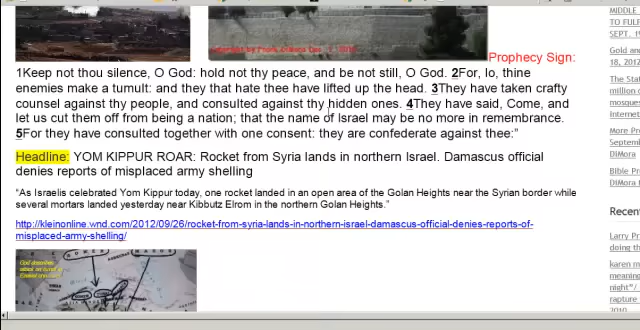 MIDDLE
TO FULF
SEPT. 15
Gold and
18, 2012
The Stat
million o
mosques
Internet
More Pr
Septemb
DiMora
Bible Pr
DiMora
Recen
Larry Pr
doing th
karen m
meaning
night"/
rapture
2010
Prophecy Sign:
1Keep not thou silence, O God: hold not thy peace, and be not still, O God. 2For, lo, thine
enemies make a tumult: and they that hate thee have lifted up the head. 3They have taken crafty
counsel against thy people, and consulted against thy hidden ones. 4They have said, Come, and
let us cut them off from being a nation; that the name of Israel may be no more in remembrance.
5For they have consulted together with one consent: they are confederate against thee:”
Headline: YOM KIPPUR ROAR: Rocket from Syria lands in northern Israel. Damascus official
denies reports of misplaced army shelling
“As Israelis celebrated Yom Kippur today, one rocket landed in an open area of the Golan Heights near the Syrian border while
several mortars landed yesterday near Kibbutz Elrom in the northern Golan Heights.”
http://kleinonline.wnd.com/2012/09/26/rocket-from-syria-lands-in-northern-israel-damascus-official-denies-reports-of-
misplaced-army-shelling/